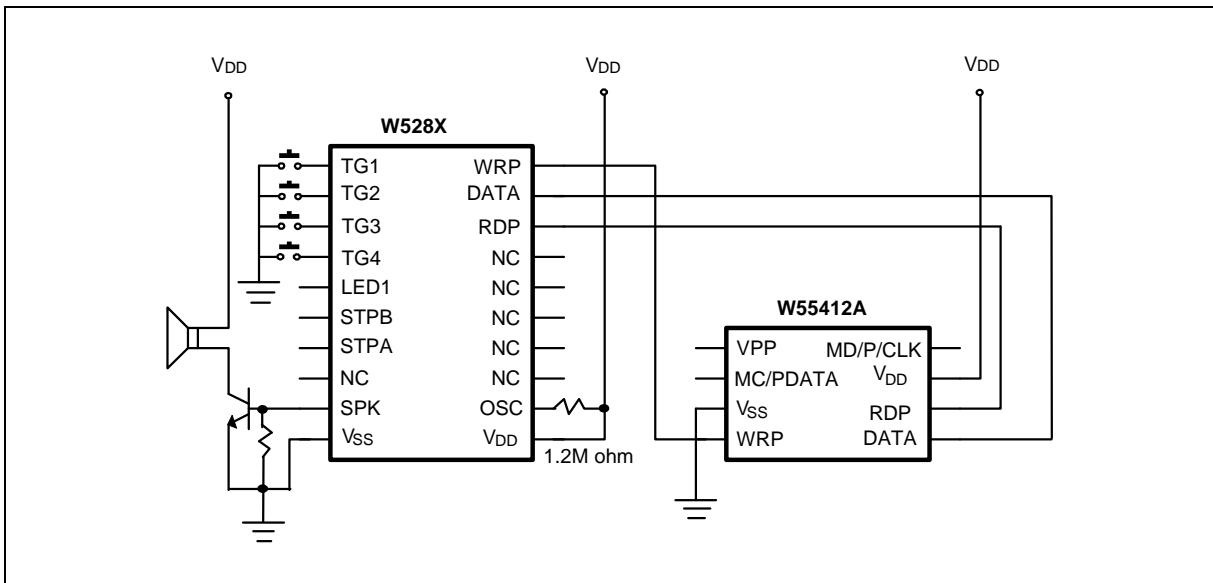 VDD
VDD
VDD
W528X
TG1
TG2
TG3
TG4
LED1
STPB
STPA
NC
SPK
VSS
WRP
DATA
RDP
NC
NC
NC
NC
NC
OSC
VDD
1.2M ohm
W55412A
VPP
MC/PDATA
VSS
WRP
MD/P/CLK
VDD
RDP
DATA